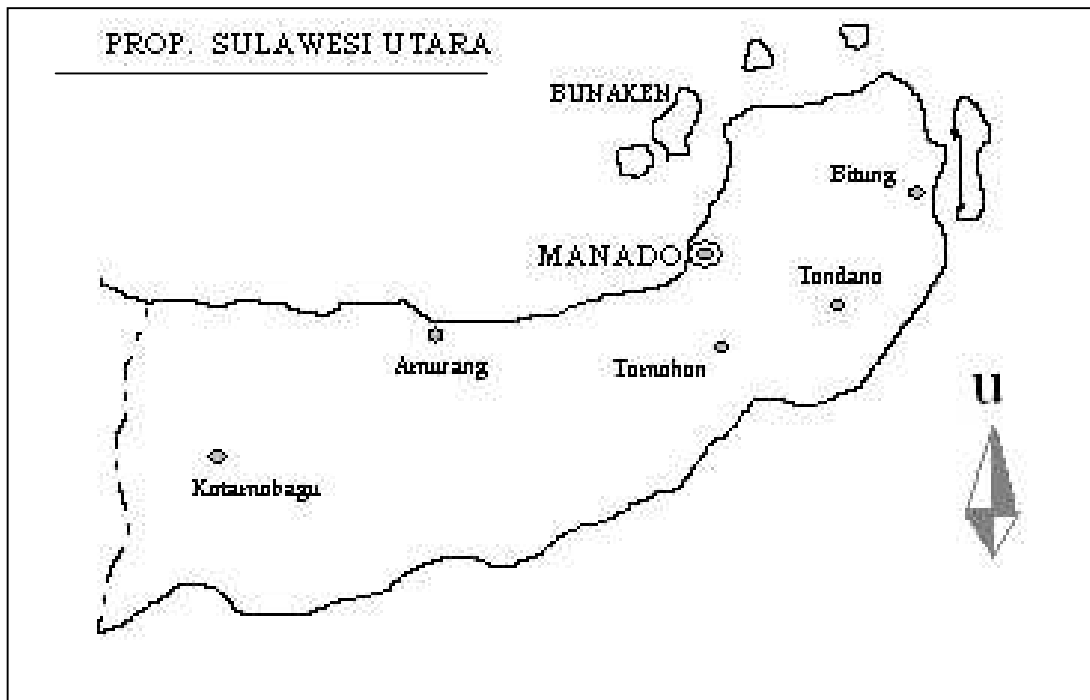 PROP. SULAWESI UTARA
BUNAKEN
Bitung
MANADO
Tondano
Amurang
Tomohon
U
Kotamobagu